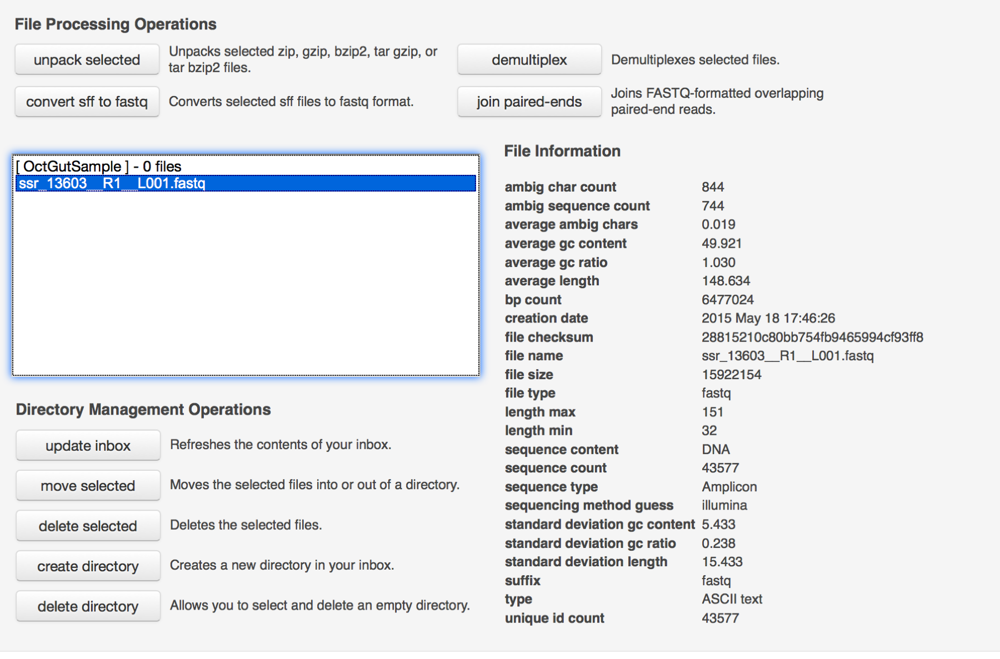 File Processing Operations
unpack selected
Unpacks selected zip, gzip, bzip2, tar gzip, or
tar bzip2 files.
demultiplex
Demultiplexes selected files.
convert sff to fastq
Converts selected sff files to fastq format.
join paired-ends
Joins FASTQ-formatted overlapping
paired-end reads.
[ OctGutSample ] - 0 files
ssr_13603__R1__L001.fastq
Directory Management Operations
update inbox
Refreshes the contents of your inbox.
move selected
Moves the selected files into or out of a directory.
delete selected
Deletes the selected files.
create directory
Creates a new directory in your inbox.
delete directory
Allows you to select and delete an empty directory.
File Information
ambig char count 844
ambig sequence count 744
average ambig chars 0.019
average gc content 49.921
average gc ratio 1.030
average length 148.634
bp count 6477024
creation date 2015 May 18 17:46:26
file checksum 28815210c80bb754fb9465994cf93ff8
file name ssr_13603__R1__L001.fastq
file size 15922154
file type fastq
length max 151
length min 32
sequence content DNA
sequence count 43577
sequence type Amplicon
sequencing method guess illumina
standard deviation gc content 5.433
standard deviation gc ratio 0.238
standard deviation length 15.433
suffix fastq
type ASCII text
unique id count 43577